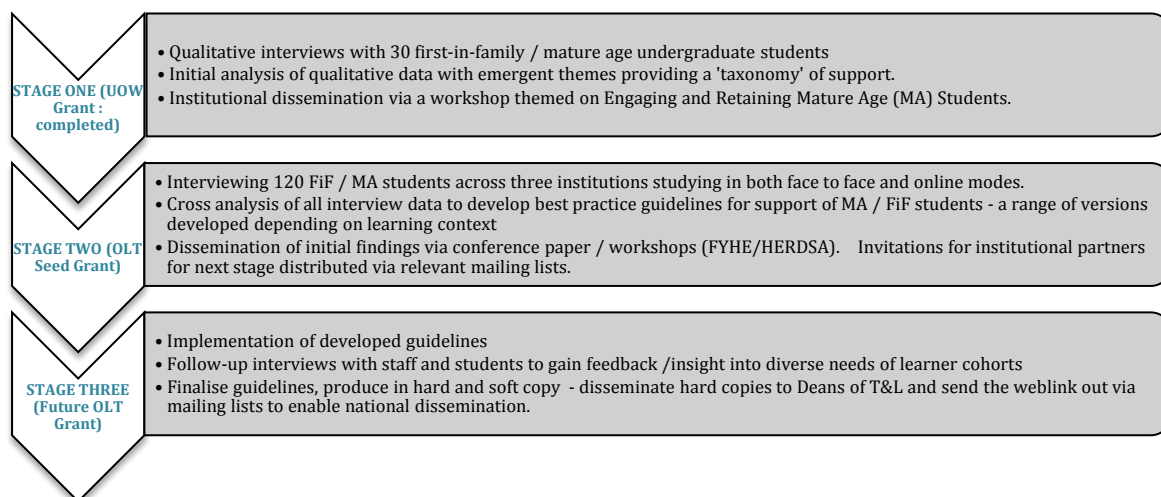 STAGE ONE (UOW
Grant :
completed)
• Qualitative interviews with 30 first-in-family / mature age undergraduate students
• Initial analysis of qualitative data with emergent themes providing a 'taxonomy' of support.
• Institutional dissemination via a workshop themed on Engaging and Retaining Mature Age (MA) Students.
STAGE TWO (OLT
Seed Grant)
• Interviewing 120 FiF / MA students across three institutions studying in both face to face and online modes.
• Cross analysis of all interview data to develop best practice guidelines for support of MA / FiF students - a range of versions
developed depending on learning context
• Dissemination of initial findings via conference paper / workshops (FYHE/HERDSA). Invitations for institutional partners
for next stage distributed via relevant mailing lists.
STAGE THREE
(Future OLT
Grant)
• Implementation of developed guidelines
• Follow-up interviews with staff and students to gain feedback /insight into diverse needs of learner cohorts
• Finalise guidelines, produce in hard and soft copy - disseminate hard copies to Deans of T&L and send the weblink out via
mailing lists to enable national dissemination.